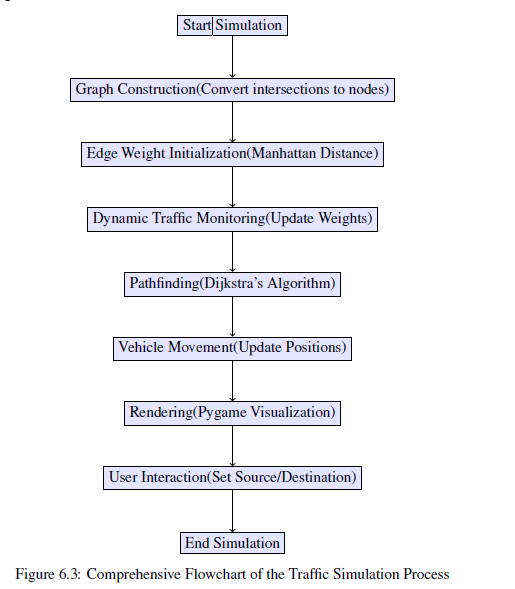 Start Simulation
Graph Construction(Convert intersections to nodes)
Edge Weight Initialization(Manhattan Distance)
Dynamic Traffic Monitoring(Update Weights)
Pathfinding(Dijkstra's Algorithm)
Vehicle Movement(Update Positions)
Rendering(Pygame Visualization)
User Interaction(Set Source/Destination)
End Simulation
Figure 6.3: Comprehensive Flowchart of the Traffic Simulation Process